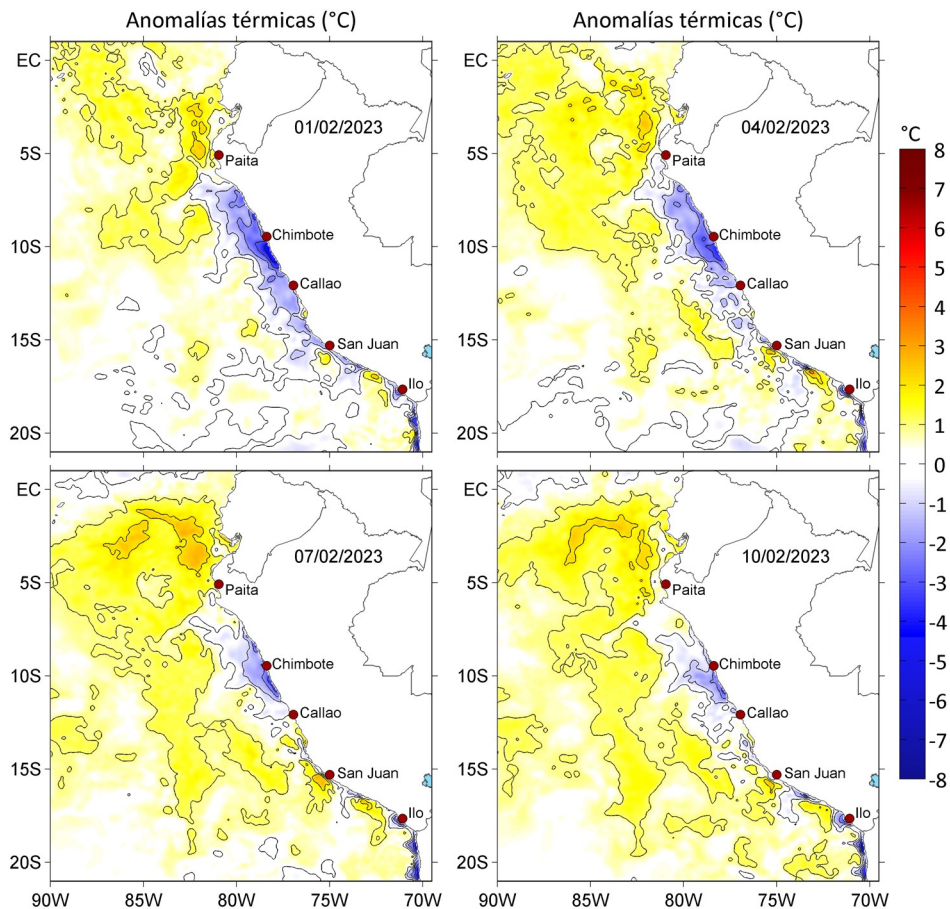 Anomalías térmicas (°C)
Anomalías térmicas (°C)
EC
5S
10S
15S
20S
01/02/2023
Paita
Chimbote
Callao
San Juan
Ilo
EC
5S
10S
15S
20S
04/02/2023
Paita
Chimbote
Callao
San Juan
Ilo
EC
5S
10S
15S
20S
07/02/2023
Paita
Chimbote
Callao
San Juan
Ilo
90W 85W 80W 75W 70W
EC
5S
10S
15S
20S
10/02/2023
Paita
Chimbote
Callao
San Juan
Ilo
90W 85W 80W 75W 70W
°C
8
7
6
5
4
3
2
1
0
-1
-2
-3
-4
-5
-6
-7
-8